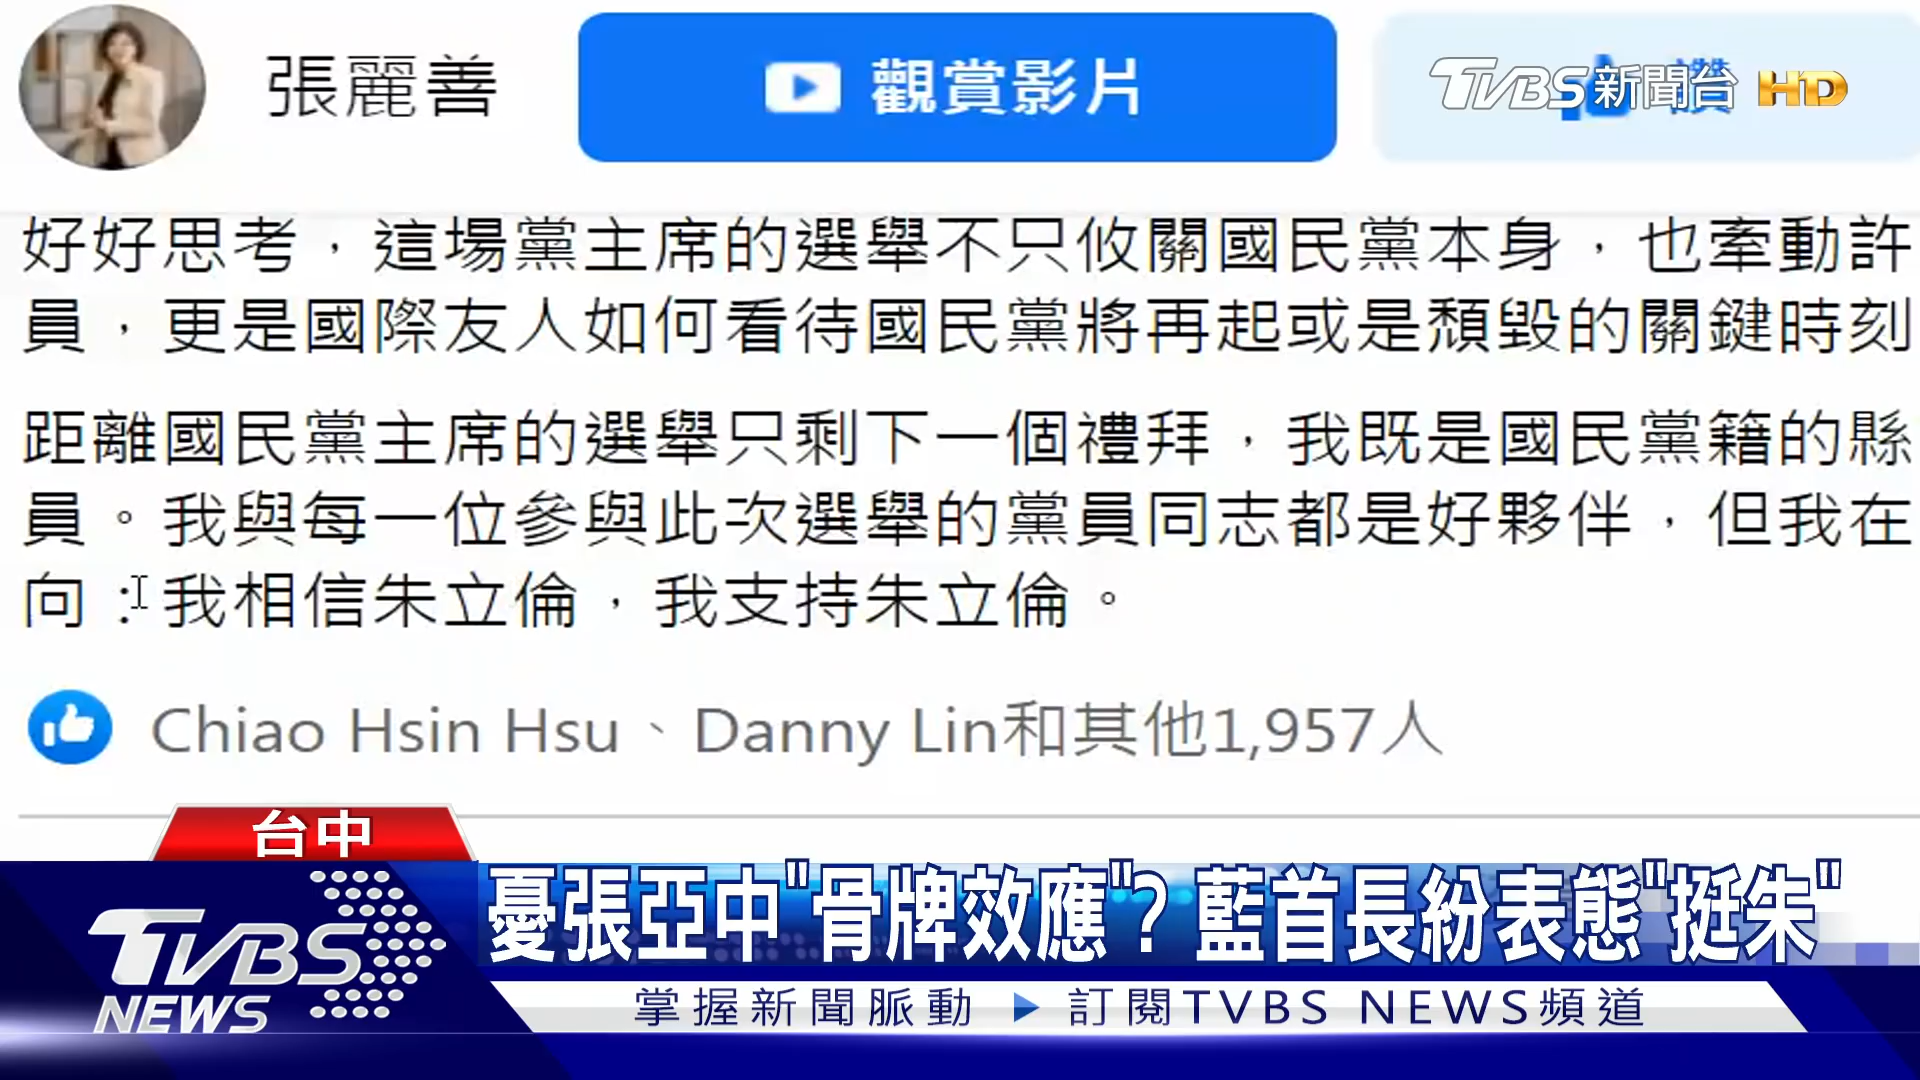 張麗善
觀賞影片
讚
TVBS新聞台 HD
好好思考，這場黨主席的選舉不只攸關國民黨本身，也牽動許
員，更是國際友人如何看待國民黨將再起或是頹毀的關鍵時刻
距離國民黨主席的選舉只剩下一個禮拜，我既是國民黨籍的縣
員。我與每一位參與此次選舉的黨員同志都是好夥伴，但我在
向：我相信朱立倫，我支持朱立倫。
Chiao Hsin Hsu、Danny Lin和其他1,957人
台中
憂張亞中"骨牌效應"? 藍首長紛表態"挺朱"
TVBS
NEWS
掌握新聞脈動 ▶ 訂閱TVBS NEWS頻道